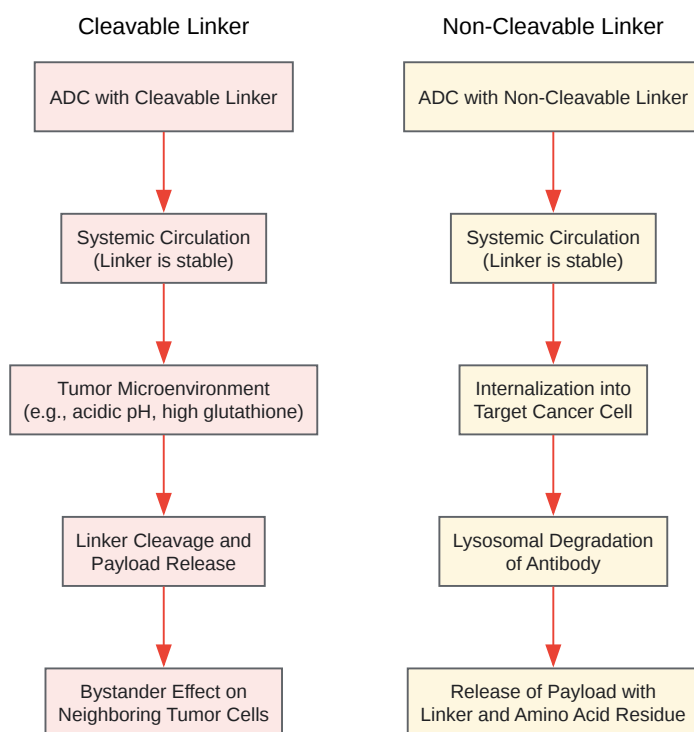 Cleavable Linker
ADC with Cleavable Linker
Systemic Circulation
(Linker is stable)
Tumor Microenvironment
(e.g., acidic pH, high glutathione)
Linker Cleavage and
Payload Release
Bystander Effect on
Neighboring Tumor Cells
Non-Cleavable Linker
ADC with Non-Cleavable Linker
Systemic Circulation
(Linker is stable)
Internalization into
Target Cancer Cell
Lysosomal Degradation
of Antibody
Release of Payload with
Linker and Amino Acid Residue